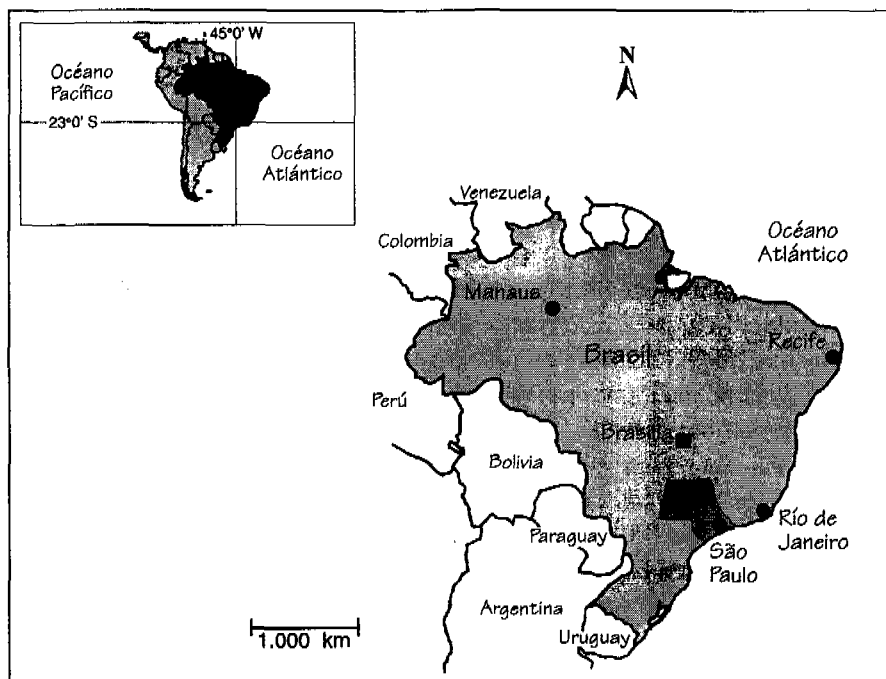 45°0' W
Océano
Pacífico
23°0' S
Océano
Atlántico
N
Venezuela
Colombia
Océano
Atlántico
Manaus
Recife
Brasil
Perú
Brasilia
Bolivia
Río de
Janeiro
São
Paulo
Paraguay
Argentina
Uruguay
1.000 km